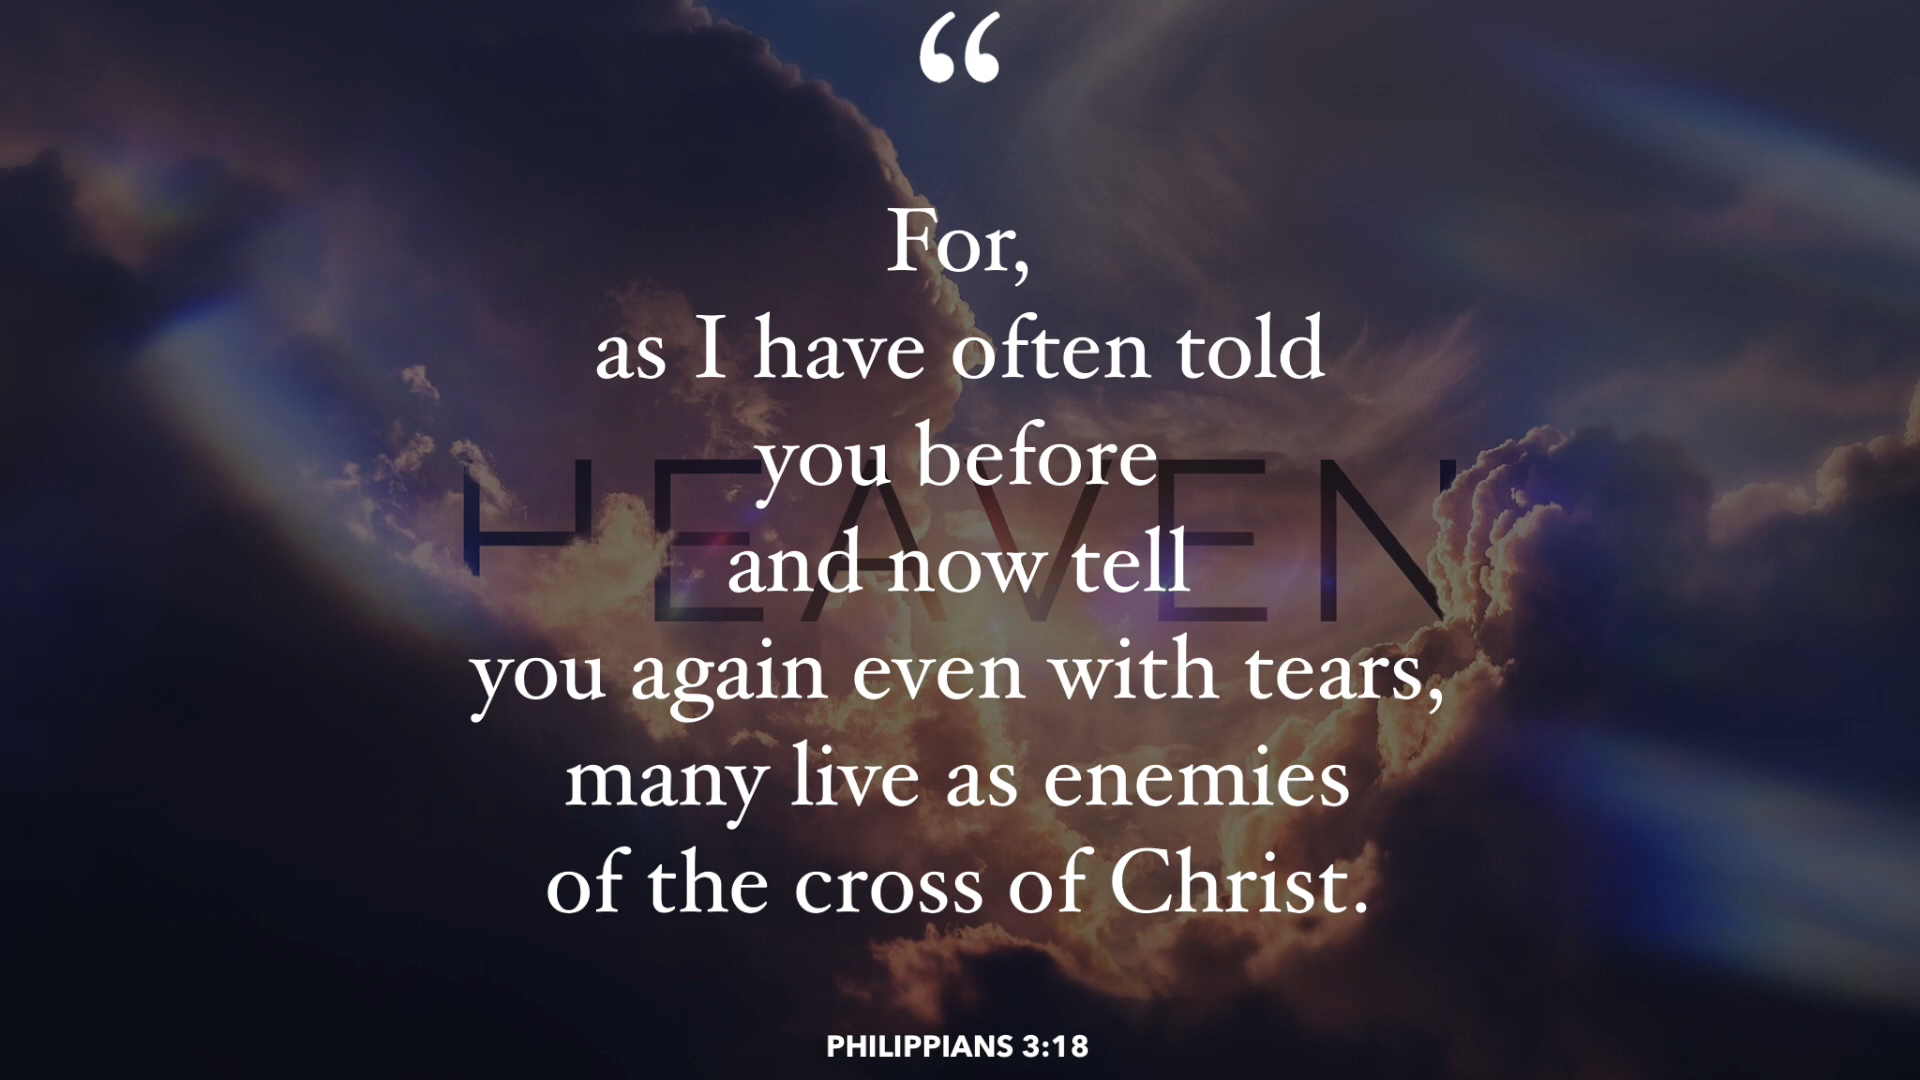 “
For,
as I have often told
you before
HEAVEN
and now tell
you again even with tears,
many live as enemies
of the cross of Christ.
PHILIPPIANS 3:18